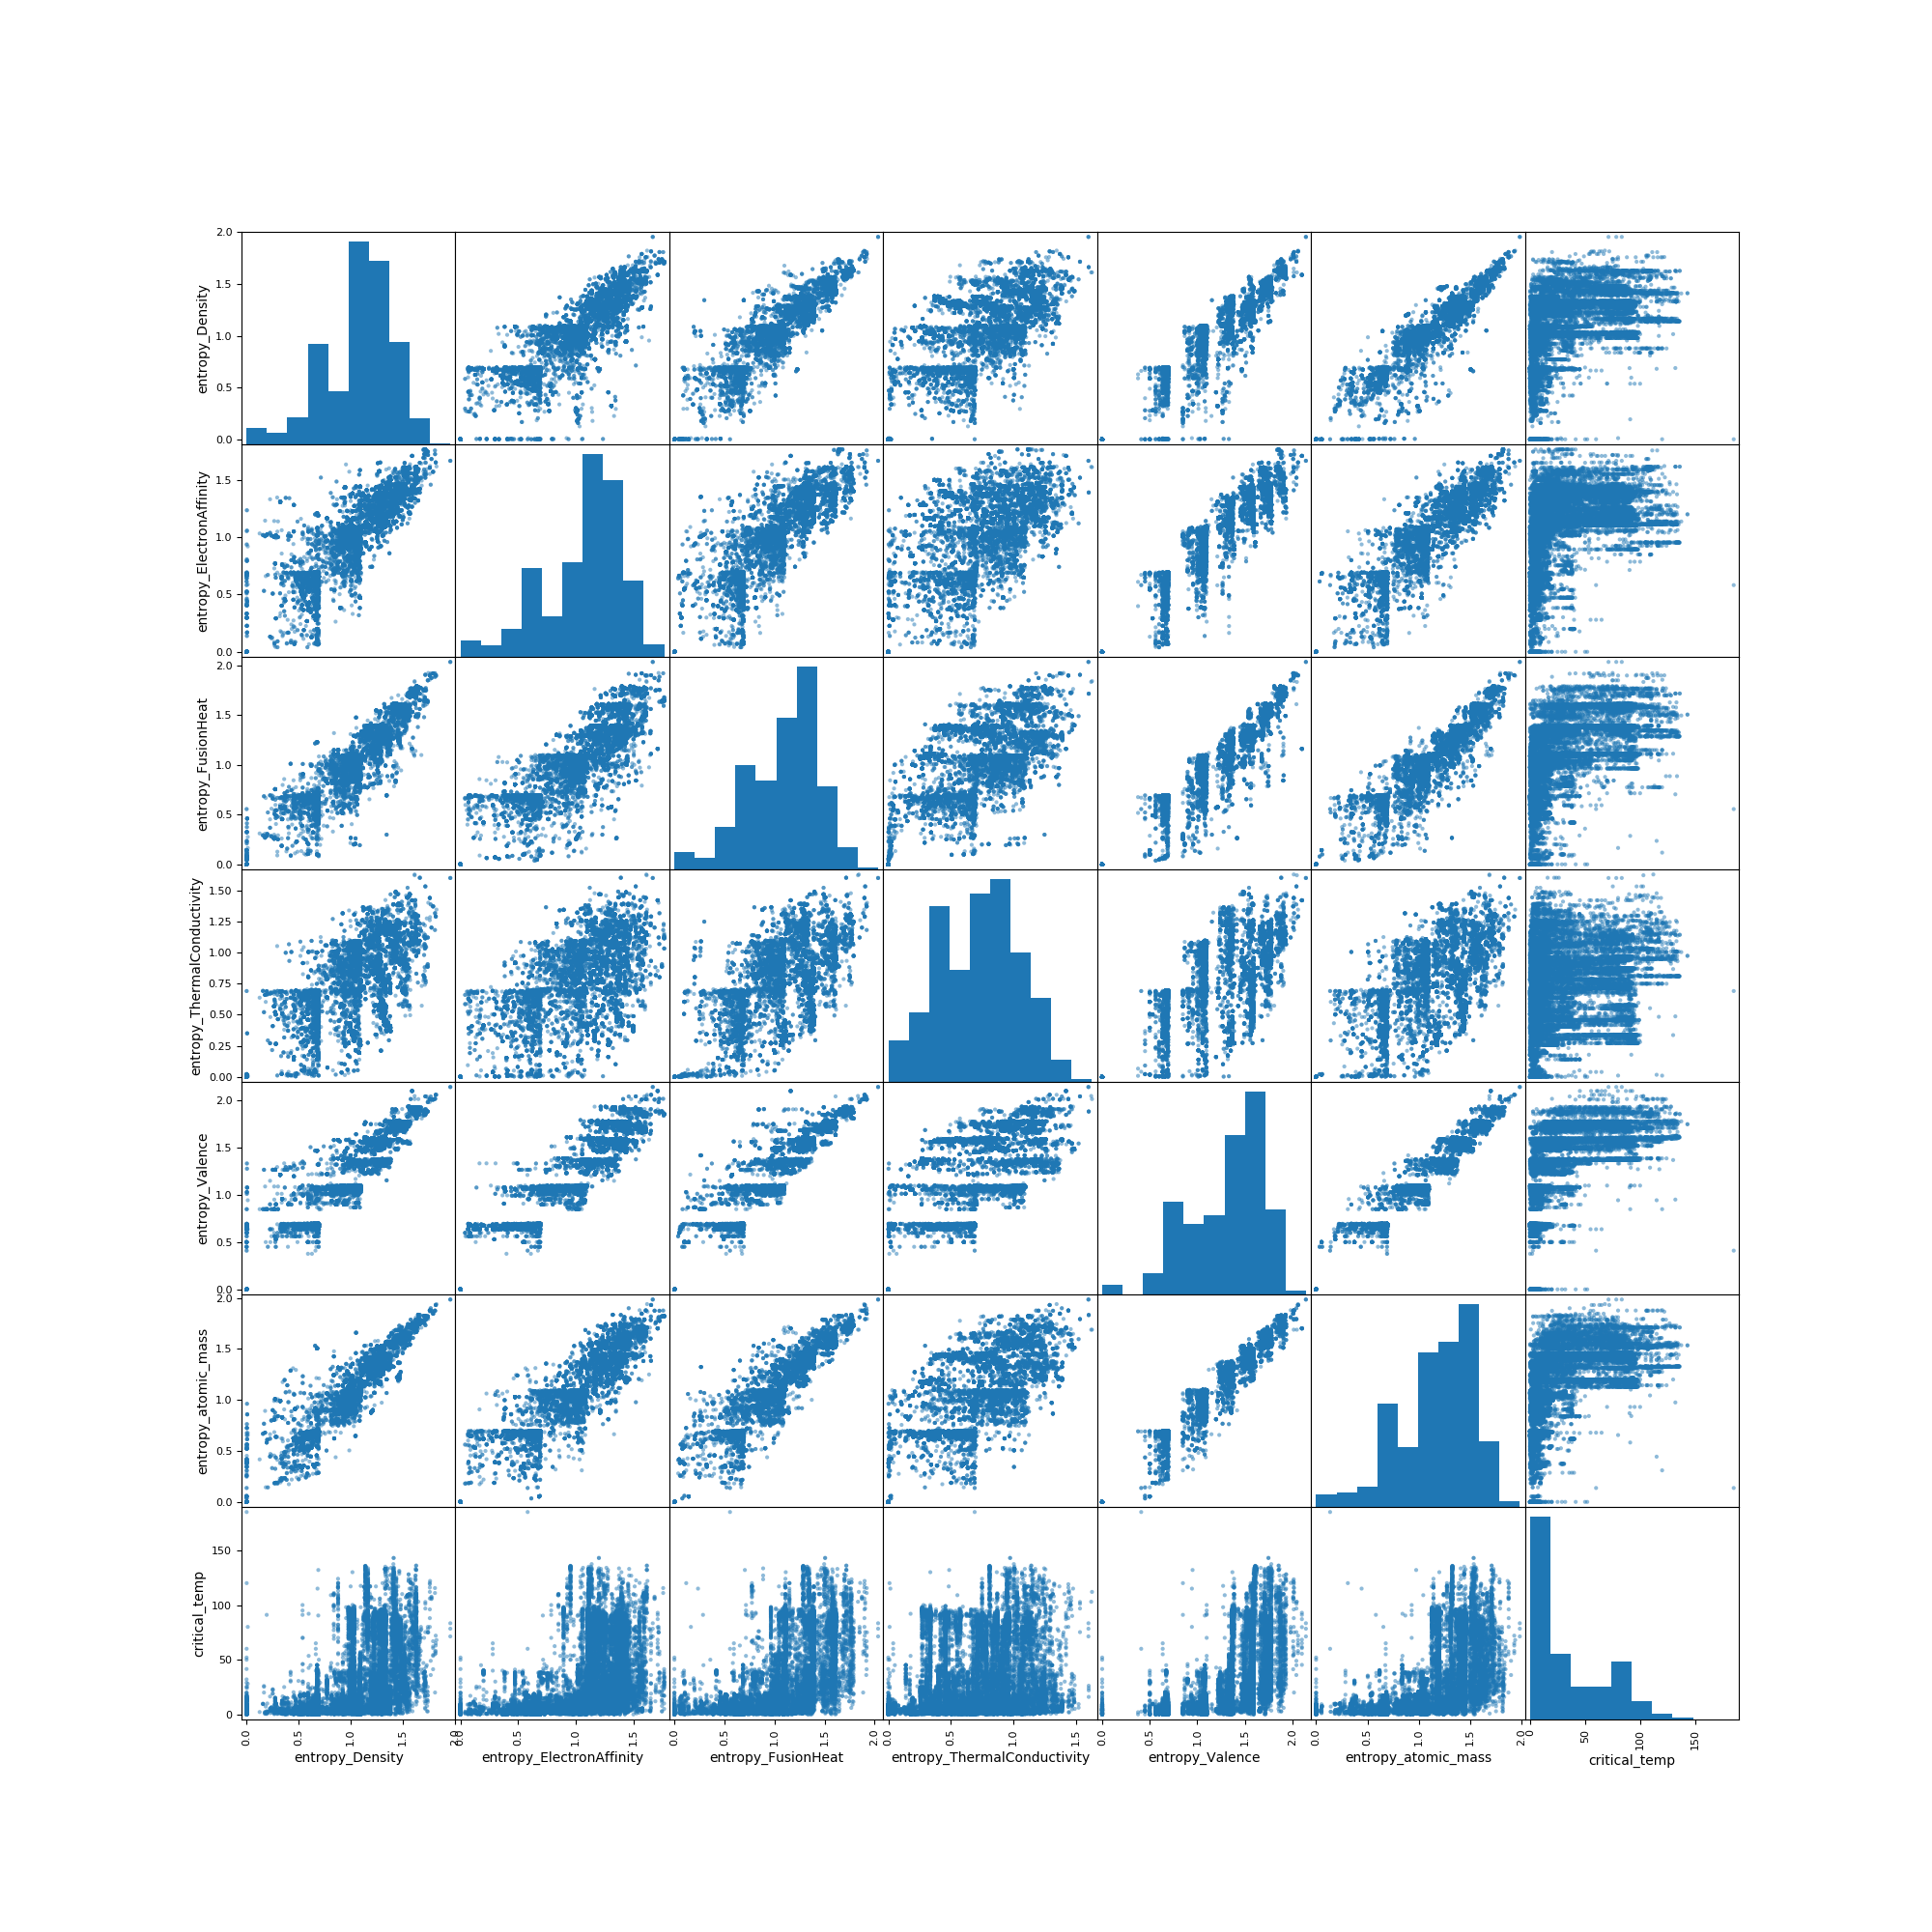 2.0
1.5
1.0
0.5
0.0
entropy_Density
1.5
1.0
0.5
0.0
entropy_ElectronAffinity
2.0
1.5
1.0
0.5
0.0
entropy_FusionHeat
1.50
1.25
1.00
0.75
0.50
0.25
0.00
entropy_ThermalConductivity
2.0
1.5
1.0
0.5
0.0
entropy_Valence
2.0
1.5
1.0
0.5
0.0
entropy_atomic_mass
150
100
50
0
critical_temp
0.0 0.5 1.0 1.5 2.0
entropy_Density
0.5 1.0 1.5
entropy_ElectronAffinity
0.0 0.5 1.0 1.5 2.0
entropy_FusionHeat
0.0 0.5 1.0 1.5
entropy_ThermalConductivity
0.0 0.5 1.0 1.5 2.0
entropy_Valence
0.0 0.5 1.0 1.5 2.0
entropy_atomic_mass
0 50 100 150
critical_temp